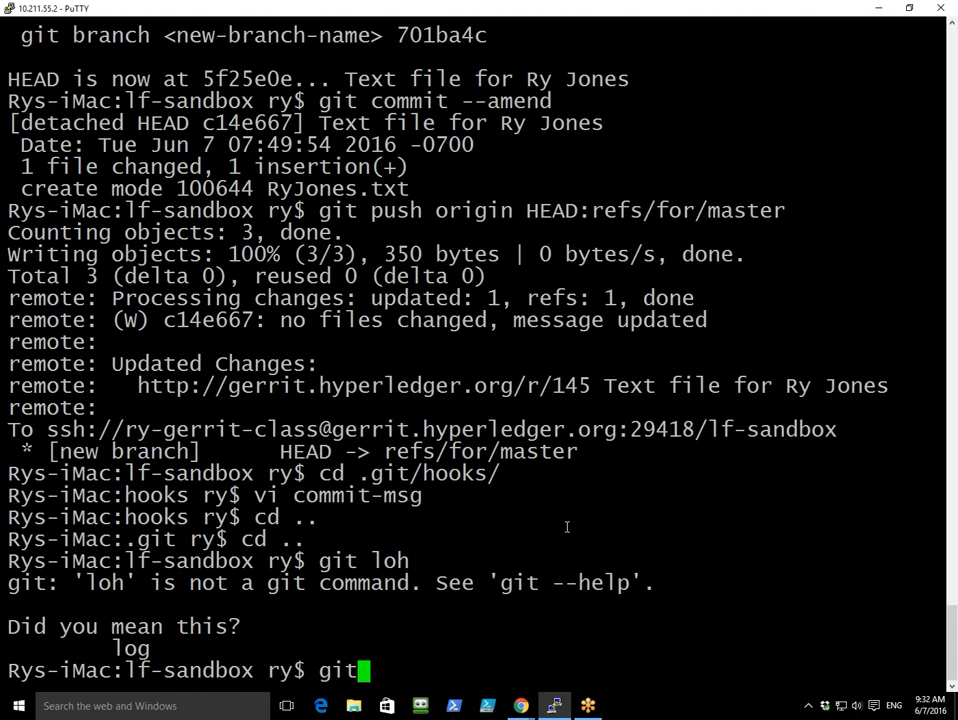 10.211.55.2 - PuTTY
git branch <new-branch-name> 701ba4c
HEAD is now at 5f25e0e... Text file for Ry Jones
Rys-iMac:lf-sandbox ry$ git commit --amend
[detached HEAD c14e667] Text file for Ry Jones
Date: Tue Jun 7 07:49:54 2016 -0700
1 file changed, 1 insertion(+)
create mode 100644 RyJones.txt
Rys-iMac:lf-sandbox ry$ git push origin HEAD:refs/for/master
Counting objects: 3, done.
Writing objects: 100% (3/3), 350 bytes | 0 bytes/s, done.
Total 3 (delta 0), reused 0 (delta 0)
remote: Processing changes: updated: 1, refs: 1, done
remote: (W) c14e667: no files changed, message updated
remote:
remote: Updated Changes:
remote:   http://gerrit.hyperledger.org/r/145 Text file for Ry Jones
remote:
To ssh://ry-gerrit-class@gerrit.hyperledger.org:29418/lf-sandbox
* [new branch]      HEAD -> refs/for/master
Rys-iMac:lf-sandbox ry$ cd .git/hooks/
Rys-iMac:hooks ry$ vi commit-msg
Rys-iMac:hooks ry$ cd ..
Rys-iMac:.git ry$ cd ..
Rys-iMac:lf-sandbox ry$ git loh
git: 'loh' is not a git command. See 'git --help'.
Did you mean this?
log
Rys-iMac:lf-sandbox ry$ git
Search the web and Windows
ENG
9:32 AM
6/7/2016